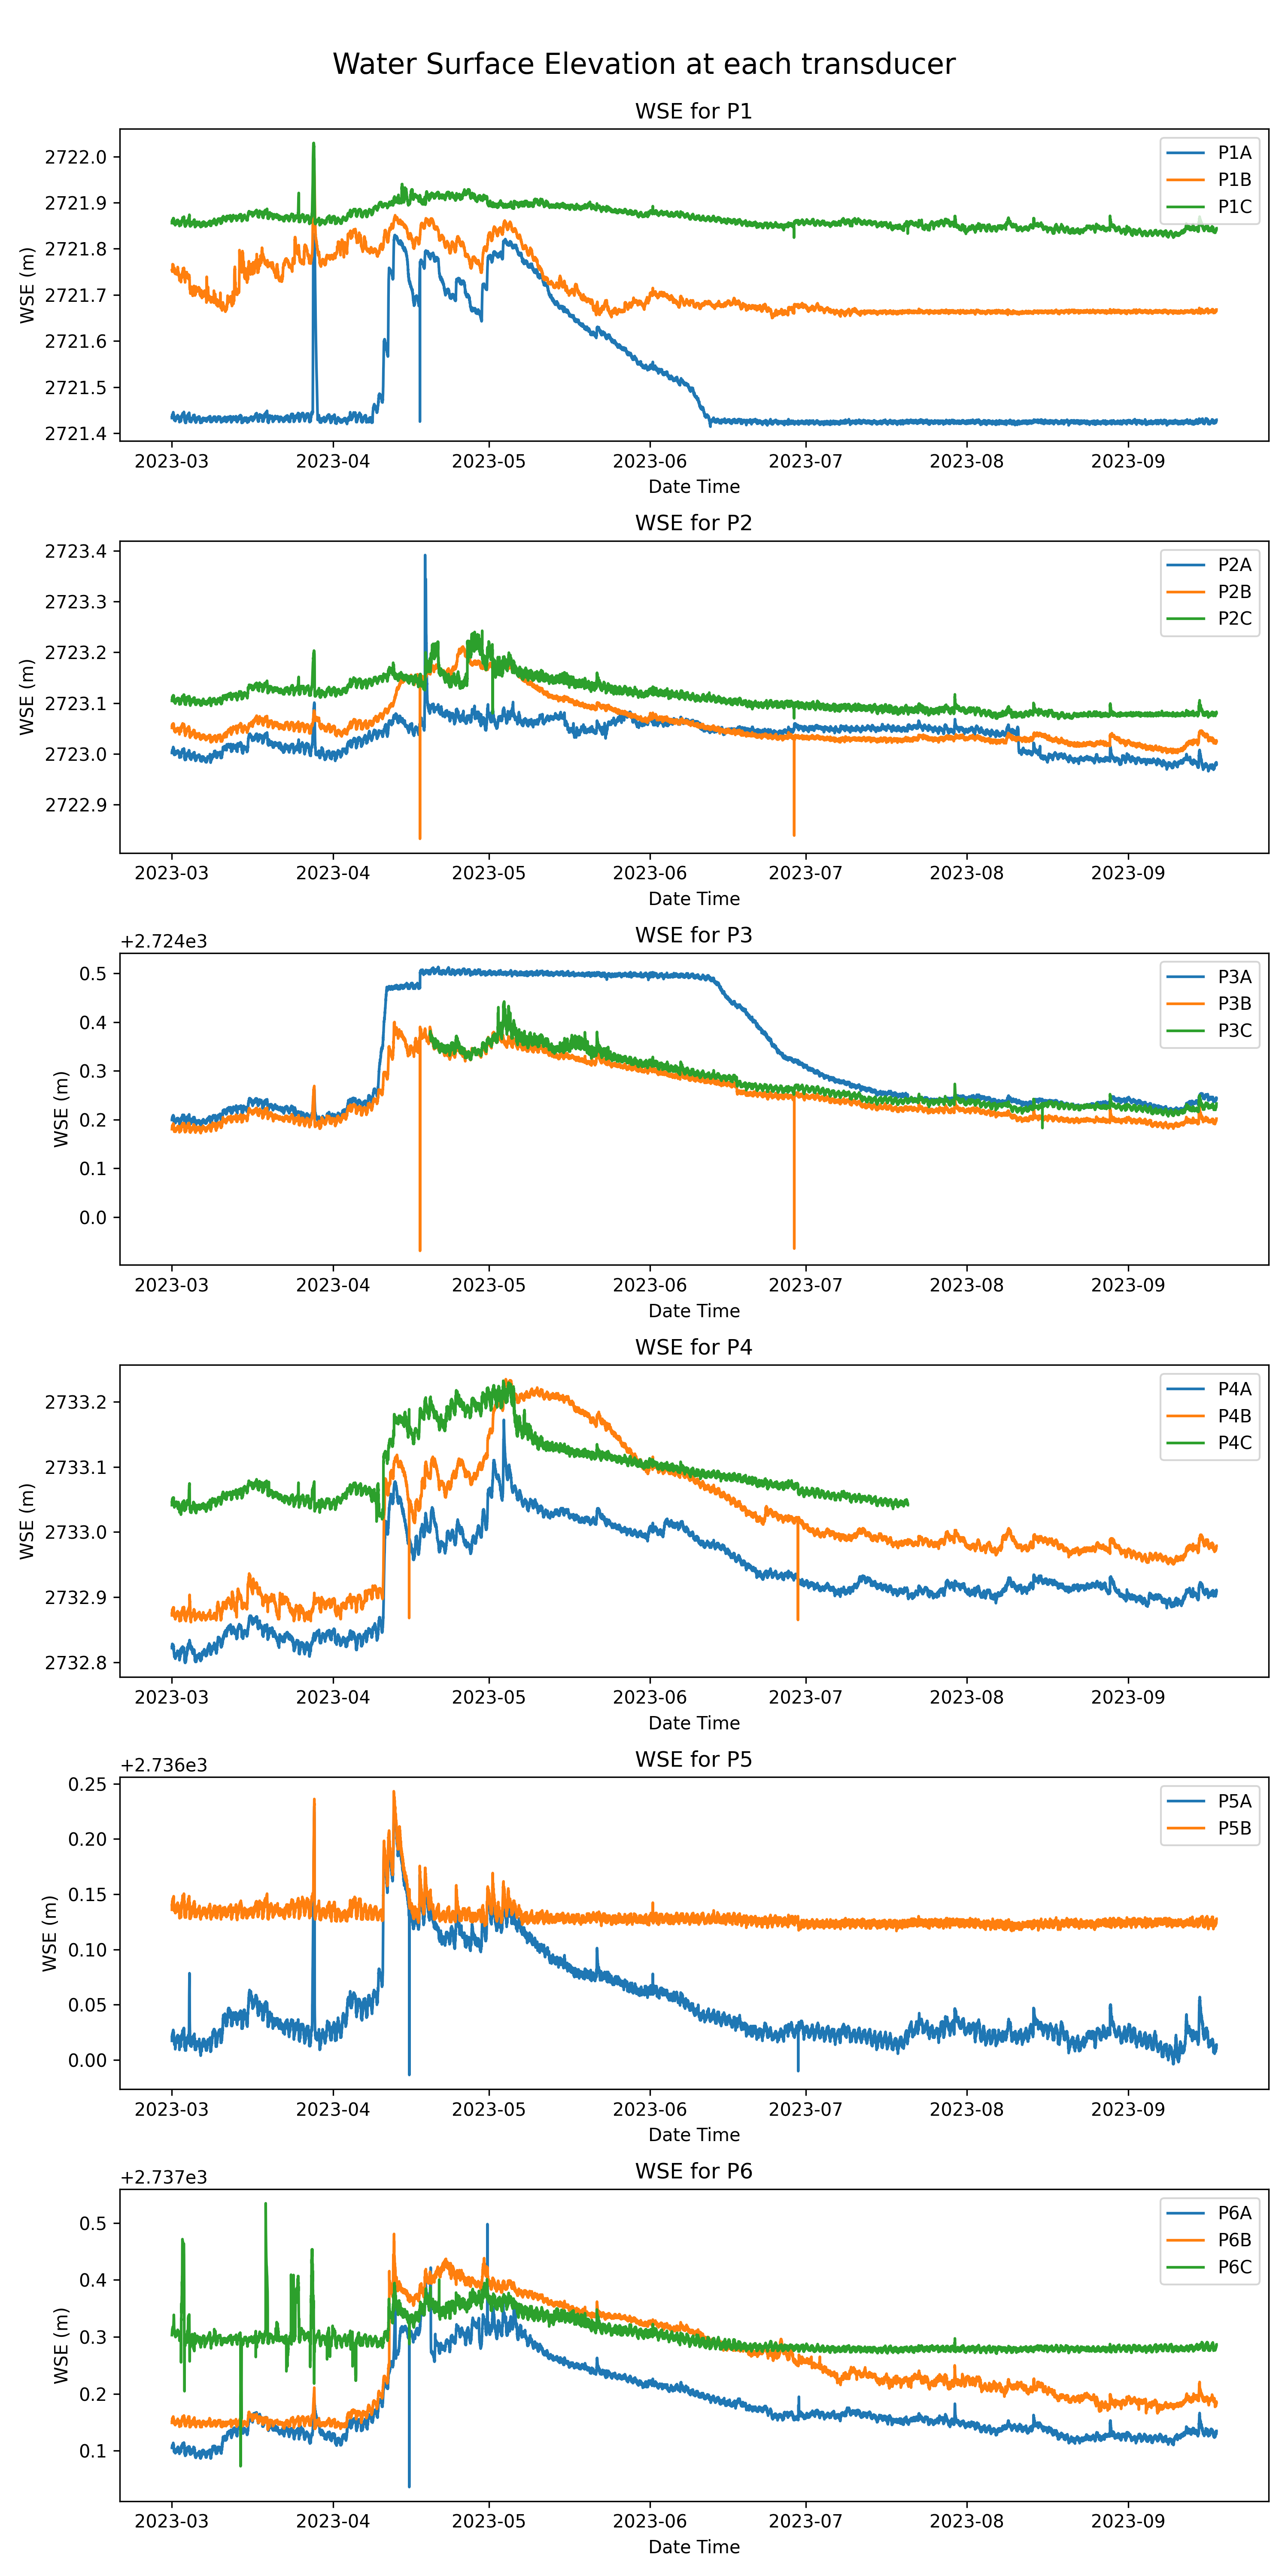 Water Surface Elevation at each transducer
WSE for P1
WSE (m)
2722.0
2721.9
2721.8
2721.7
2721.6
2721.5
2721.4
P1A
P1B
P1C
2023-03 2023-04 2023-05 2023-06 2023-07 2023-08 2023-09
Date Time
WSE for P2
WSE (m)
2723.4
2723.3
2723.2
2723.1
2723.0
2722.9
P2A
P2B
P2C
2023-03 2023-04 2023-05 2023-06 2023-07 2023-08 2023-09
Date Time
WSE for P3
+2.724e3
WSE (m)
0.5
0.4
0.3
0.2
0.1
0.0
P3A
P3B
P3C
2023-03 2023-04 2023-05 2023-06 2023-07 2023-08 2023-09
Date Time
WSE for P4
WSE (m)
2733.2
2733.1
2733.0
2732.9
2732.8
P4A
P4B
P4C
2023-03 2023-04 2023-05 2023-06 2023-07 2023-08 2023-09
Date Time
WSE for P5
+2.736e3
WSE (m)
0.25
0.20
0.15
0.10
0.05
0.00
P5A
P5B
2023-03 2023-04 2023-05 2023-06 2023-07 2023-08 2023-09
Date Time
WSE for P6
+2.737e3
WSE (m)
0.5
0.4
0.3
0.2
0.1
P6A
P6B
P6C
2023-03 2023-04 2023-05 2023-06 2023-07 2023-08 2023-09
Date Time